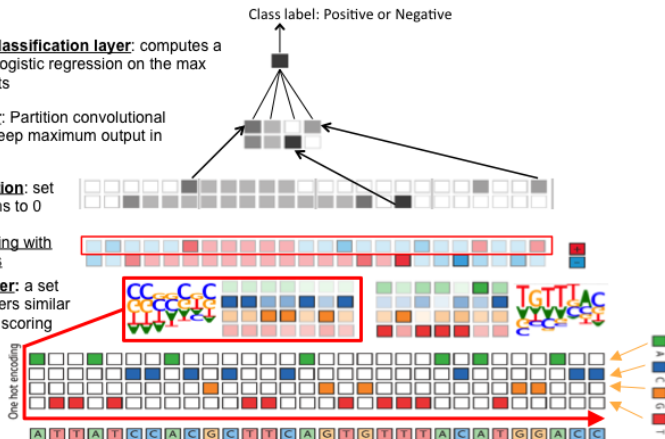 Class label: Positive or Negative
lassification layer: computes a
ogistic regression on the max
ts
r: Partition convolutional
eep maximum output in
tion: set
ns to 0
ing with
s
er: a set
ers similar
scoring
+
-
One hot encoding
A
C
G
T
A T T A T C C A C G C T T C A G T G T T T A C A T G G A C C